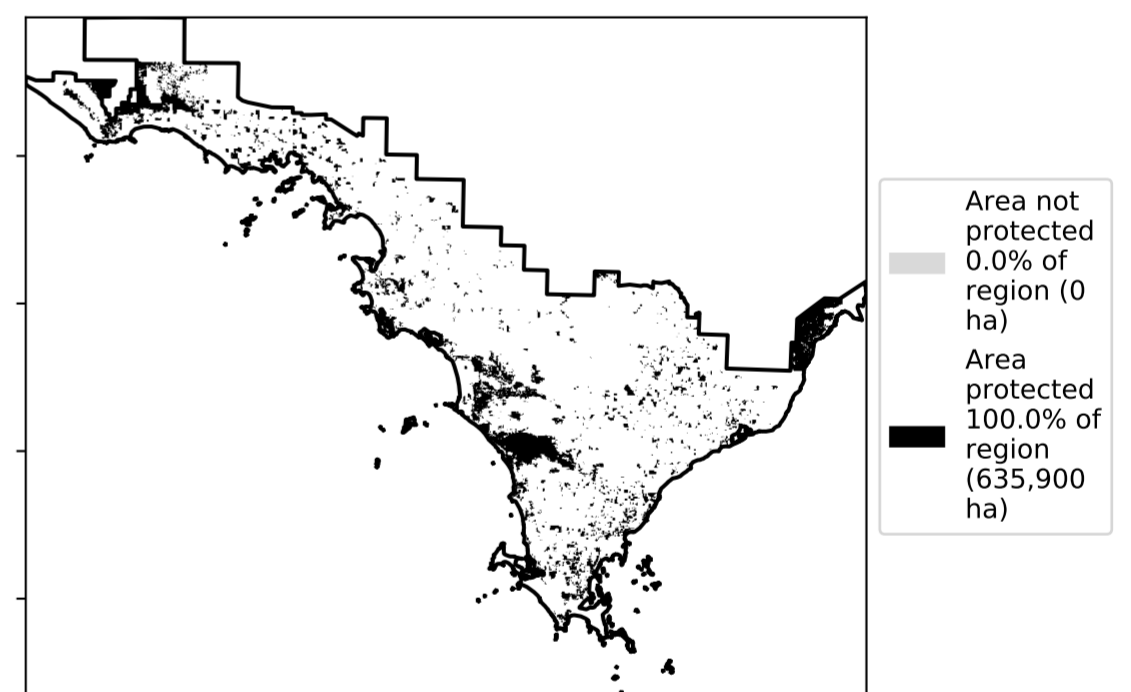 Area not
protected
0.0% of
region (0
ha)
Area
protected
100.0% of
region
(635,900
ha)